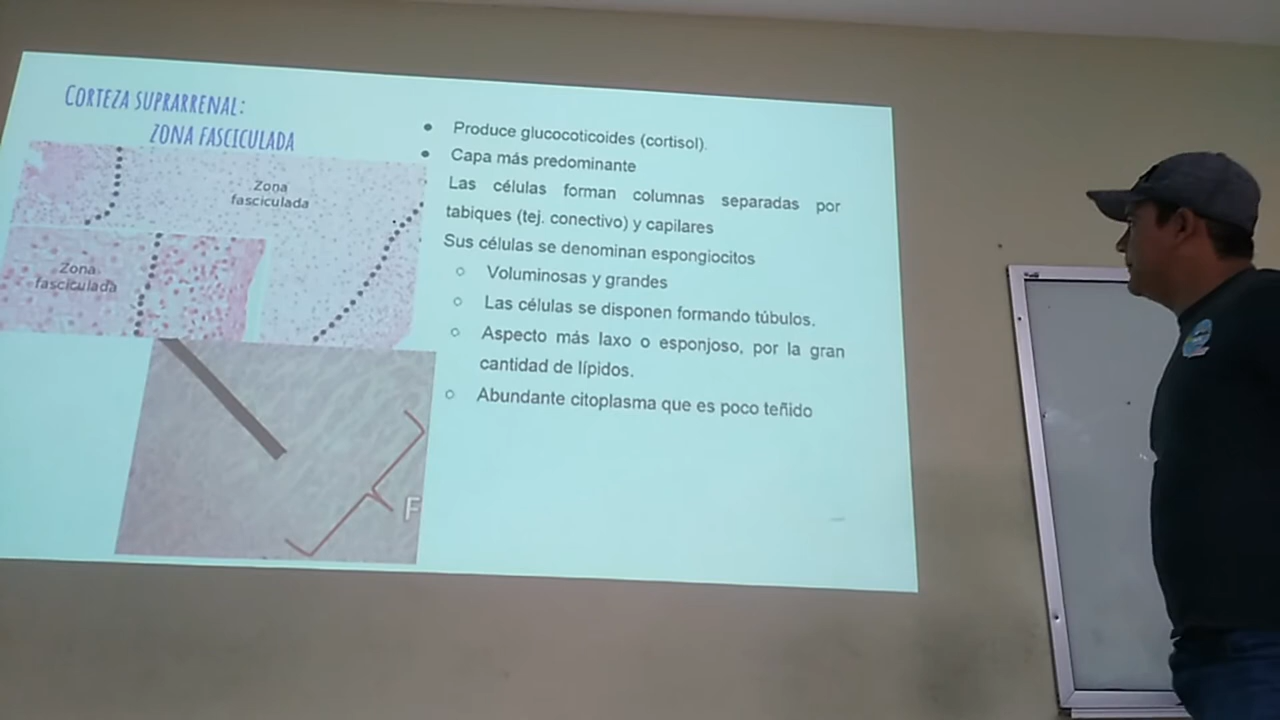 CORTEZA SUPRARRENAL:
ZONA FASCICULADA
Zona
fasciculada
Zona
fasciculada
F
• Produce glucocoticoides (cortisol).
• Capa más predominante
Las células forman columnas separadas por
tabiques (tej. conectivo) y capilares
Sus células se denominan espongiocitos
○ Voluminosas y grandes
○ Las células se disponen formando túbulos.
○ Aspecto más laxo o esponjoso, por la gran
cantidad de lípidos.
○ Abundante citoplasma que es poco teñido